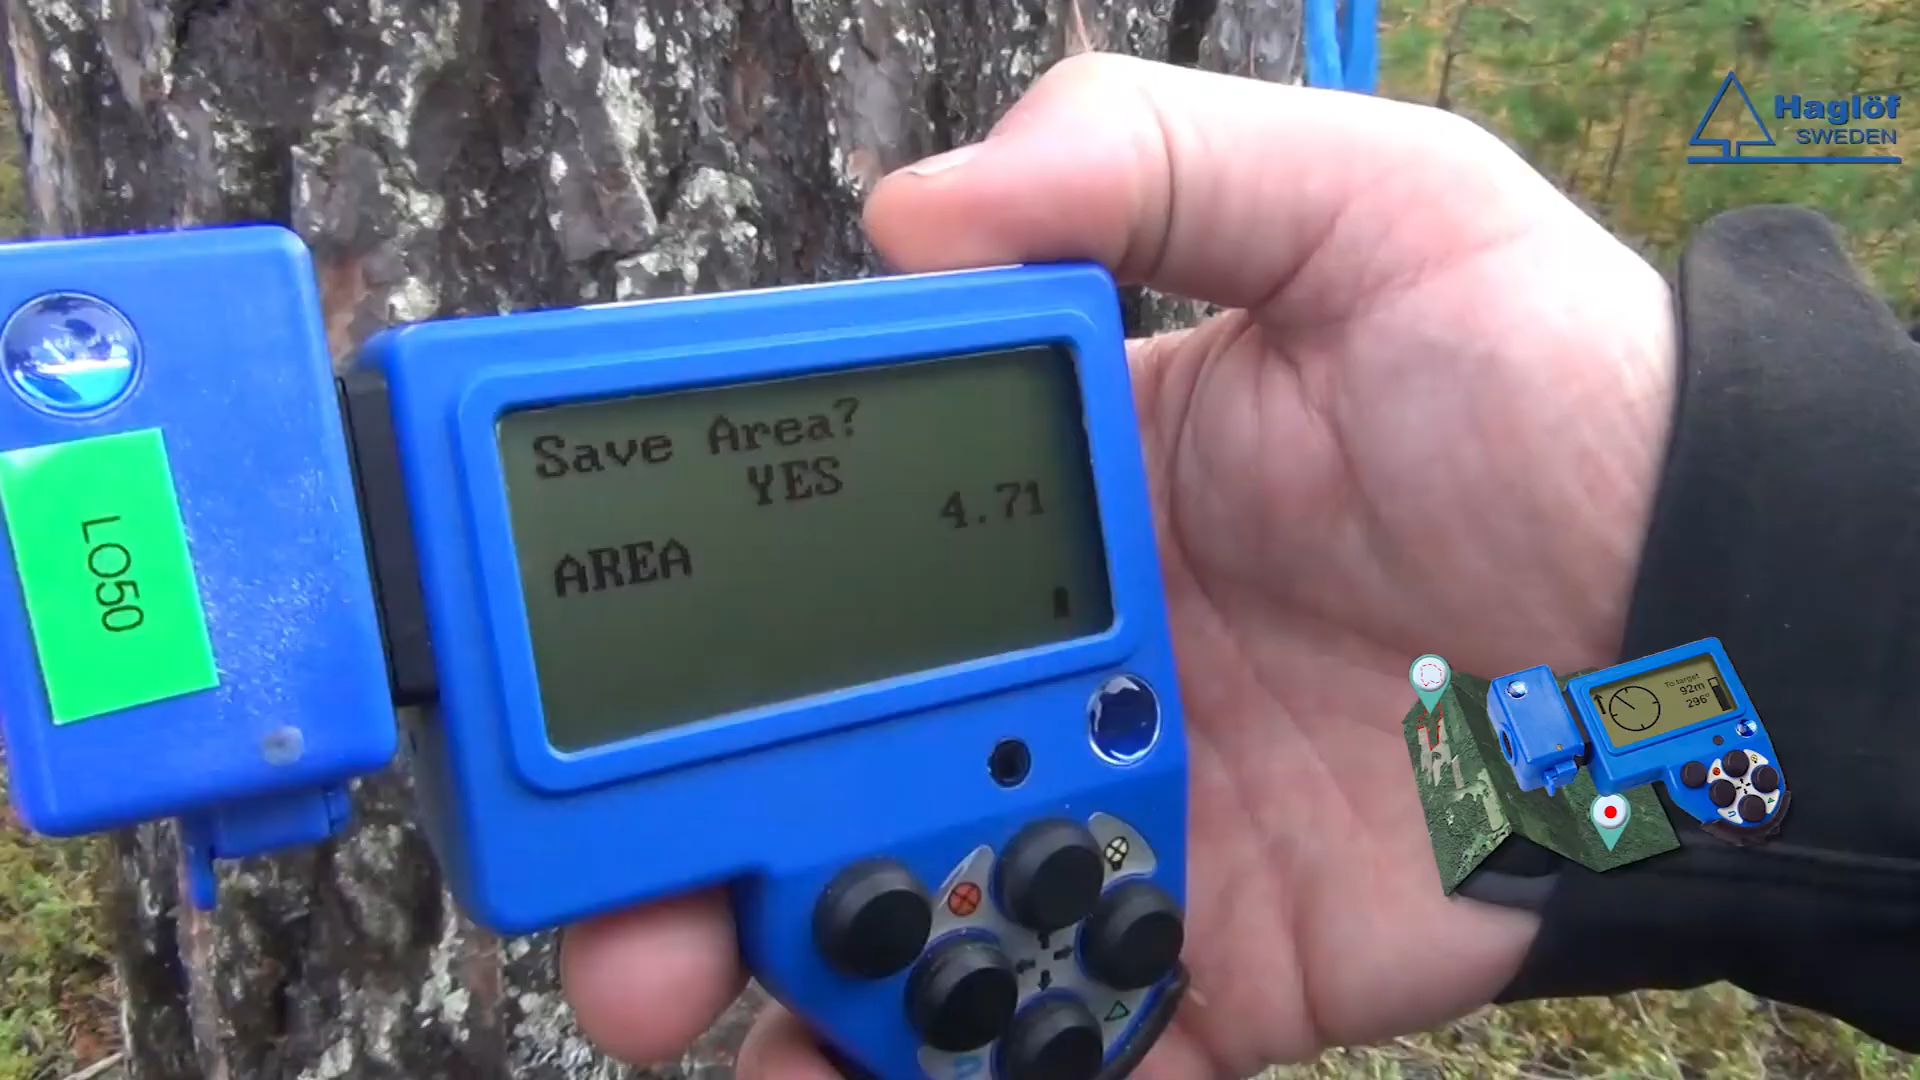 Haglöf
SWEDEN
Save Area?
YES
4.71
AREA
LO50
To target
92m
296°